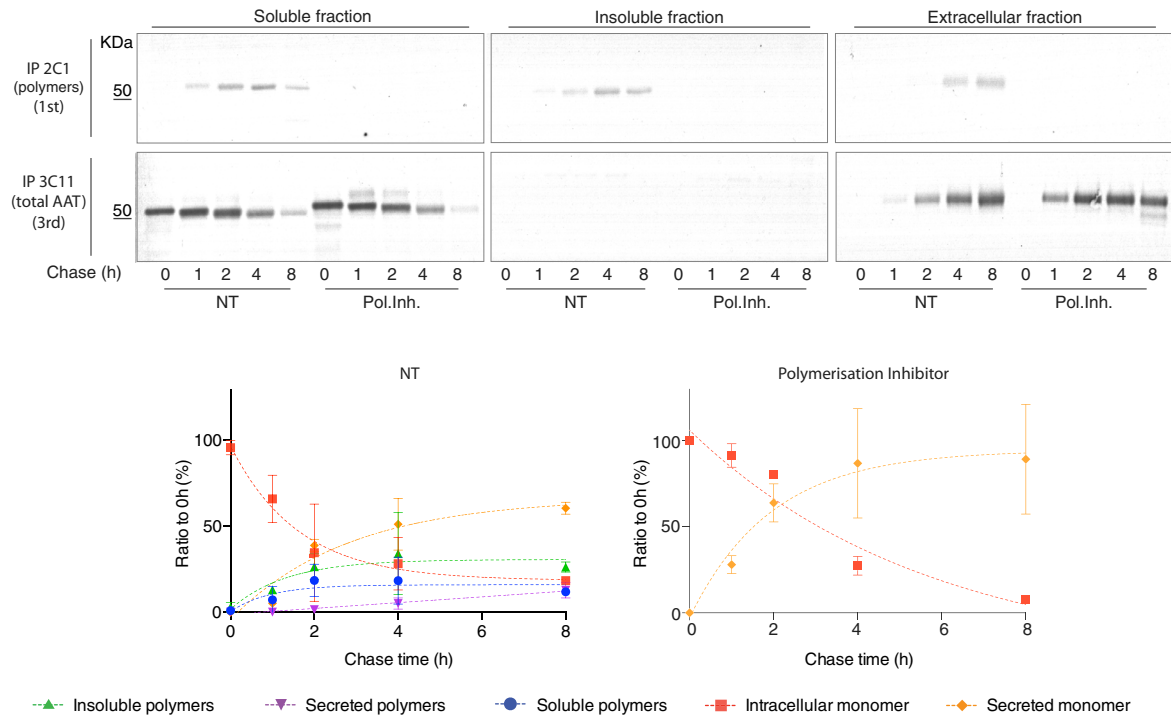 Soluble fraction
Insoluble fraction
Extracellular fraction
KDa
IP 2C1
(polymers)
(1st)
50
IP 3C11
(total AAT)
(3rd)
50
Chase (h)
0 1 2 4 8 0 1 2 4 8
0 1 2 4 8 0 1 2 4 8
0 1 2 4 8 0 1 2 4 8
NT
Pol.Inh.
NT
Pol.Inh.
NT
Pol.Inh.
NT
Ratio to 0h (%)
100
50
0
0 2 4 6 8
Chase time (h)
Polymerisation Inhibitor
Ratio to 0h (%)
100
50
0
0 2 4 6 8
Chase time (h)
Insoluble polymers
Secreted polymers
Soluble polymers
Intracellular monomer
Secreted monomer